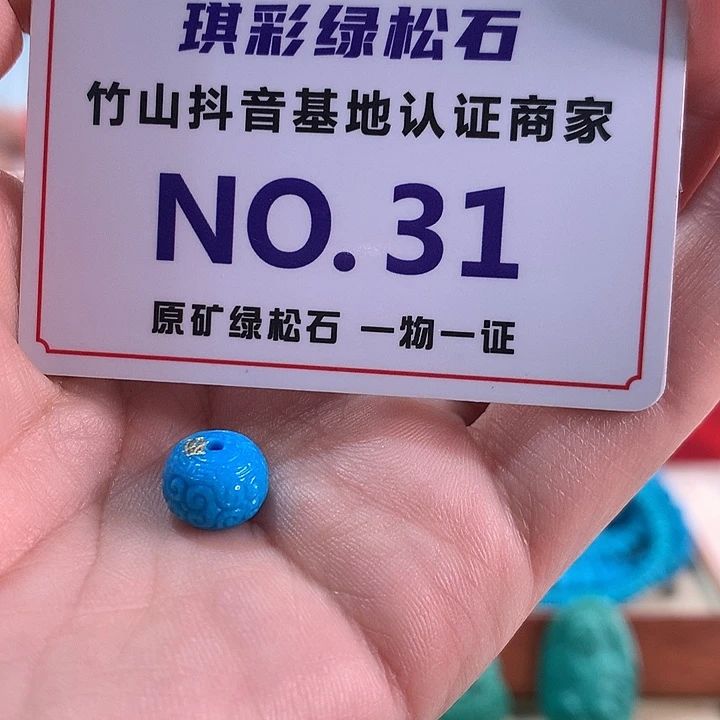 琪彩绿松石
竹山抖音基地认证商家
NO.31
原矿绿松石 一物一证